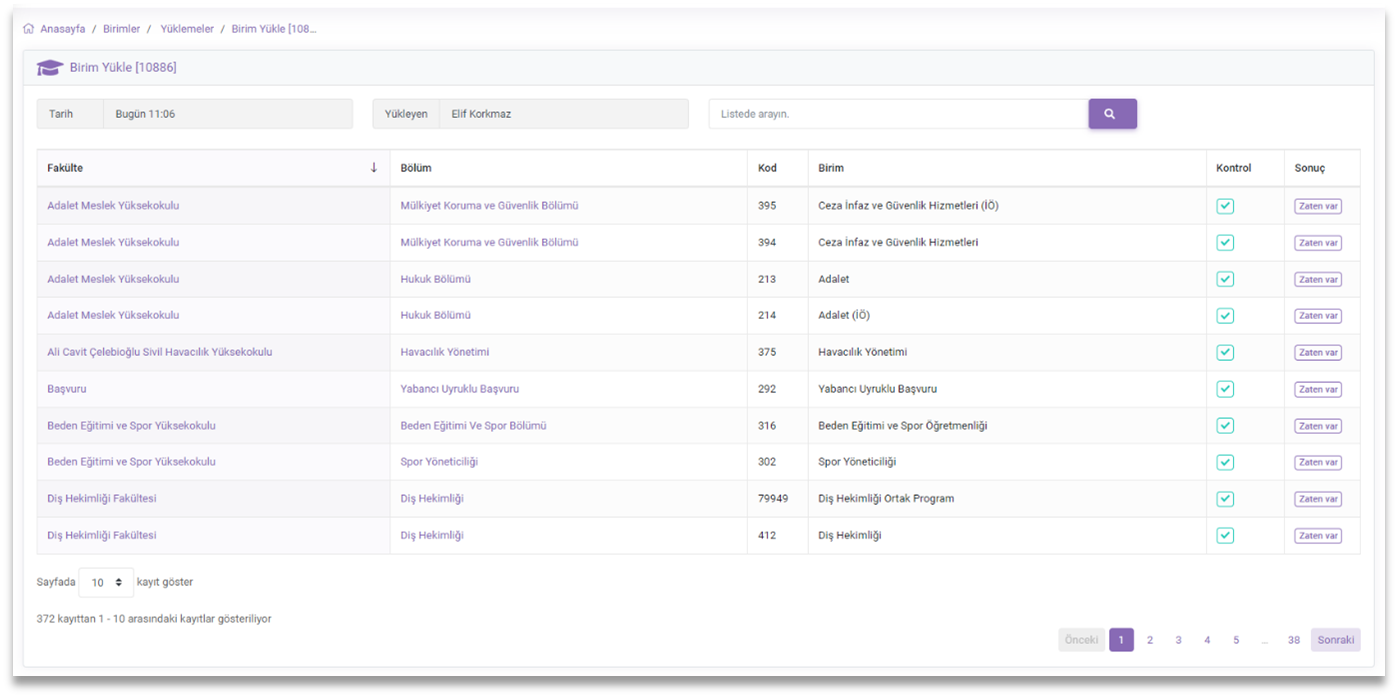 Anasayfa / Birimler / Yüklemeler / Birim Yükle [108...
Birim Yükle [10886]
Tarih Bugün 11:06 Yükleyen Elif Korkmaz Listede arayın.
Fakülte ↓ Bölüm Kod Birim Kontrol Sonuç
Adalet Meslek Yüksekokulu Mülkiyet Koruma ve Güvenlik Bölümü 395 Ceza İnfaz ve Güvenlik Hizmetleri (İÖ) Zaten var
Adalet Meslek Yüksekokulu Mülkiyet Koruma ve Güvenlik Bölümü 394 Ceza İnfaz ve Güvenlik Hizmetleri Zaten var
Adalet Meslek Yüksekokulu Hukuk Bölümü 213 Adalet Zaten var
Adalet Meslek Yüksekokulu Hukuk Bölümü 214 Adalet (İÖ) Zaten var
Ali Cavit Çelebioğlu Sivil Havacılık Yüksekokulu Havacılık Yönetimi 375 Havacılık Yönetimi Zaten var
Başvuru Yabancı Uyruklu Başvuru 292 Yabancı Uyruklu Başvuru Zaten var
Beden Eğitimi ve Spor Yüksekokulu Beden Eğitimi Ve Spor Bölümü 316 Beden Eğitimi ve Spor Öğretmenliği Zaten var
Beden Eğitimi ve Spor Yüksekokulu Spor Yöneticiliği 302 Spor Yöneticiliği Zaten var
Diş Hekimliği Fakültesi Diş Hekimliği 79949 Diş Hekimliği Ortak Program Zaten var
Diş Hekimliği Fakültesi Diş Hekimliği 412 Diş Hekimliği Zaten var
Sayfada 10 kayıt göster
372 kayıttan 1 - 10 arasındaki kayıtlar gösteriliyor
Önceki 1 2 3 4 5 ... 38 Sonraki